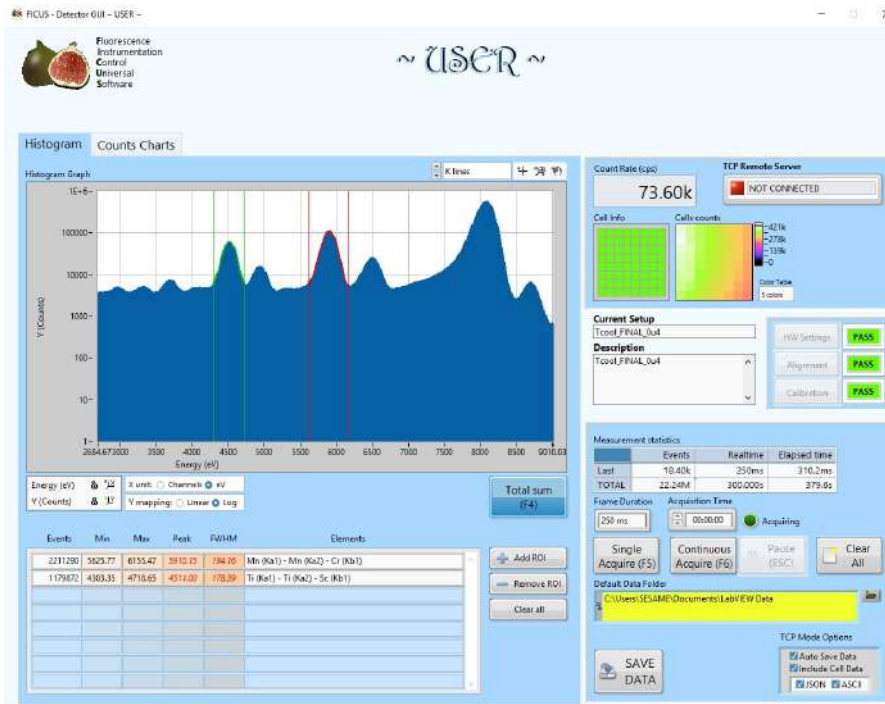 FICUS - Detector GUI -- USER --
Fluorescence
Instrumentation
Control
Universal
Software
~ USER ~
Histogram
Counts Charts
Histogram Graph
K lines
1E+6
100000
10000
1000
100
10
1
Y (Counts)
2684.673000 3500 4000 4500 5000 5500 6000 6500 7000 7500 8000 8500 9010.03
Energy (eV)
Energy (eV)
X unit: Channels eV
Y (Counts)
Y mapping: Linear Log
Total sum
(F4)
Events Min Max Peak FWHM Elements
2211280 5625.77 6155.47 5910.15 Mn (Ka1) - Mn (Ka2) - Cr (Kb1)
1179872 4303.35 4718.65 4511.00 178.39 Ti (Ka1) - Ti (Ka2) - Sc (Kb1)
Add ROI
Remove ROI
Clear all
Count Rate (cps)
73.60k
TCP Remote Server
NOT CONNECTED
Cell Info
Cells counts
421k
278k
139k
0
Color Table
5 colors
Current Setup
Tcool_FINAL_0u4
Description
Tcool_FINAL_0u4
HW Settings PASS
Alignment PASS
Calibration PASS
Measurement statistics
Events Realtime Elapsed time
Last 18.40k 250ms 310.2ms
TOTAL 22.24M 300.000s 379.6s
Frame Duration
250 ms
Acquisition Time
00:00:00
Acquiring
Single
Acquire (F5)
Continuous
Acquire (F6)
Pause
(ESC)
Clear
All
Default Data Folder
C:\Users\SESAME\Documents\LabVIEW Data
SAVE
DATA
TCP Mode Options
Auto Save Data
Include Cell Data
JSON ASCII